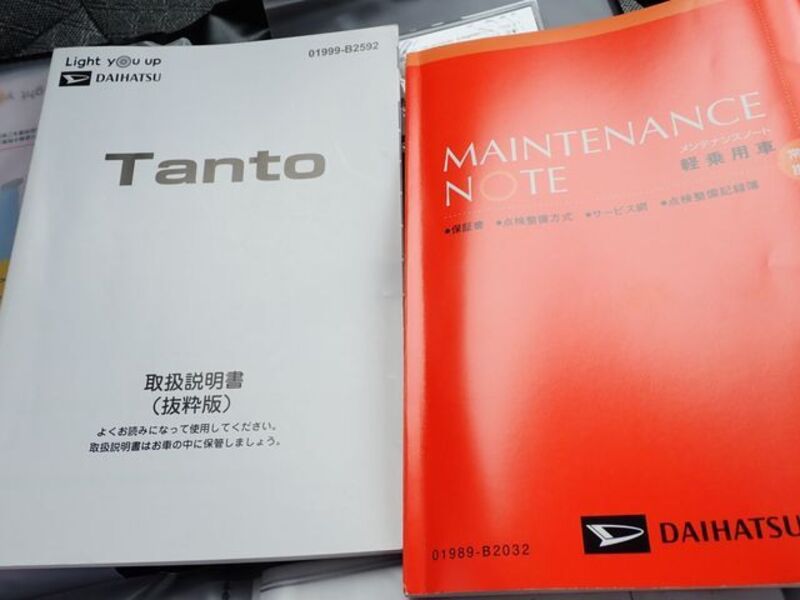 Light you up
DAIHATSU
01999-B2592
Tanto
取扱説明書
（抜粋版）
よくお読みになって使用してください。
取扱説明書はお車の中に保管しましょう。
MAINTENANCE
NOTE
メンテナンスノート
軽乗用車
●保証書 ●点検整備方式 ●サービス網 ●点検整備記録簿
01989-B2032
DAIHATSU